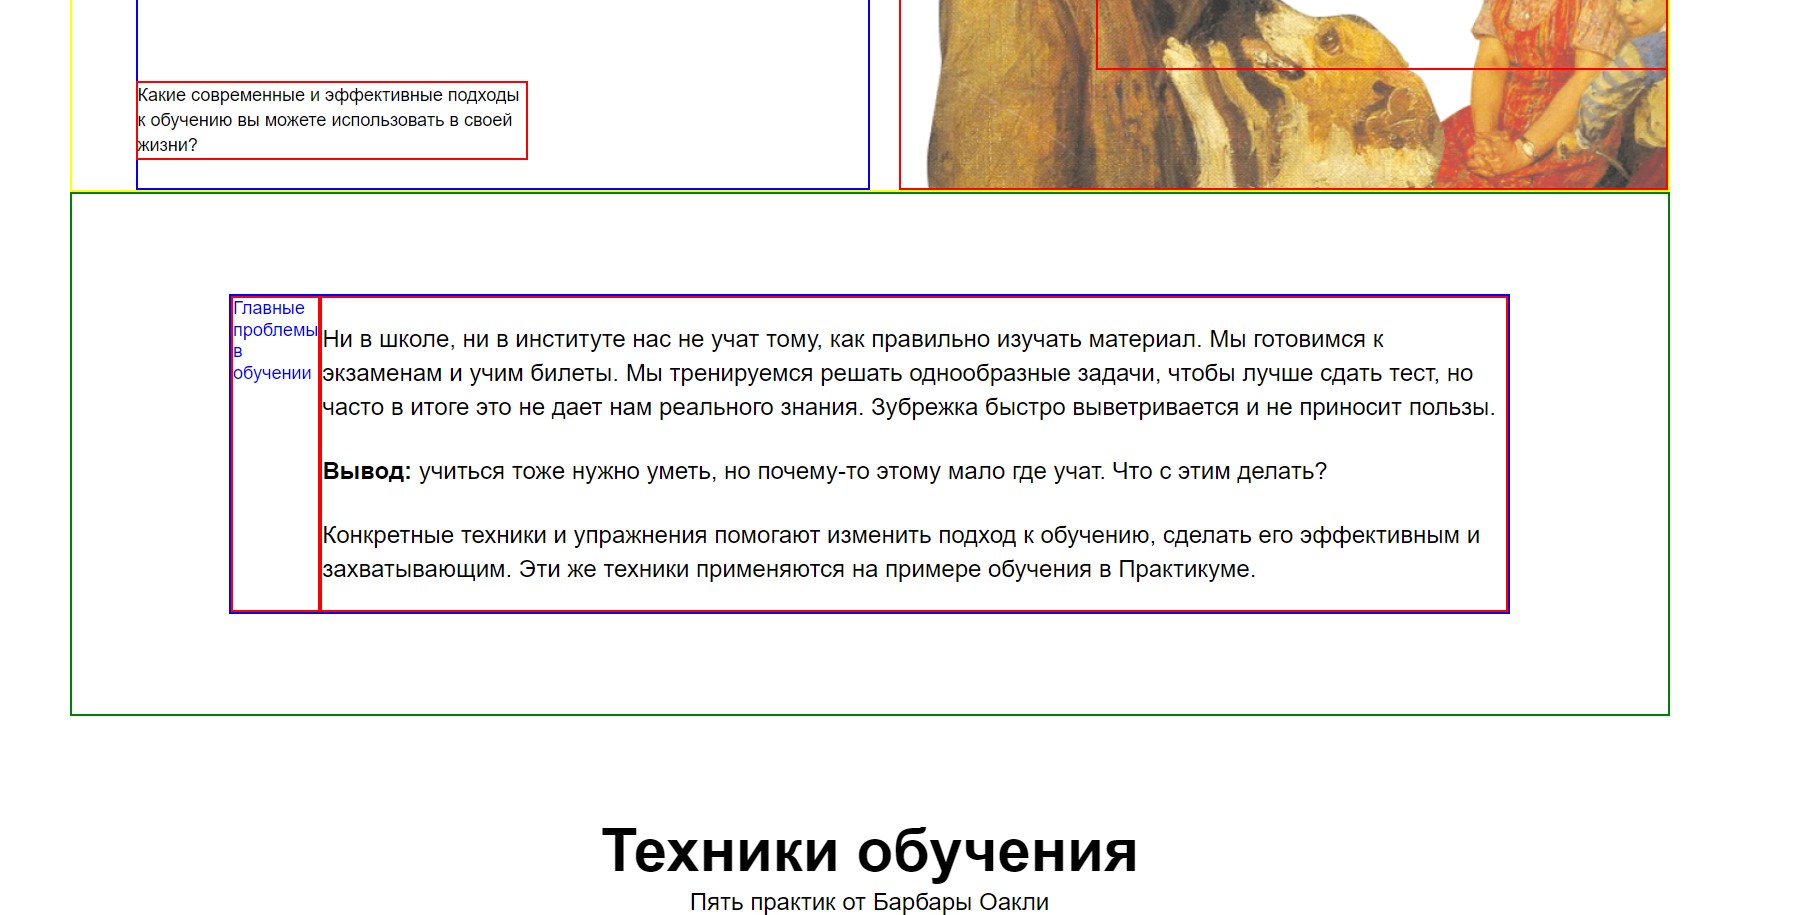 Какие современные и эффективные подходы
к обучению вы можете использовать в своей
жизни?
Главные
проблемы
в
обучении
Ни в школе, ни в институте нас не учат тому, как правильно изучать материал. Мы готовимся к
экзаменам и учим билеты. Мы тренируемся решать однообразные задачи, чтобы лучше сдать тест, но
часто в итоге это не дает нам реального знания. Зубрежка быстро выветривается и не приносит пользы.
Вывод: учиться тоже нужно уметь, но почему-то этому мало где учат. Что с этим делать?
Конкретные техники и упражнения помогают изменить подход к обучению, сделать его эффективным и
захватывающим. Эти же техники применяются на примере обучения в Практикуме.
Техники обучения
Пять практик от Барбары Оакли